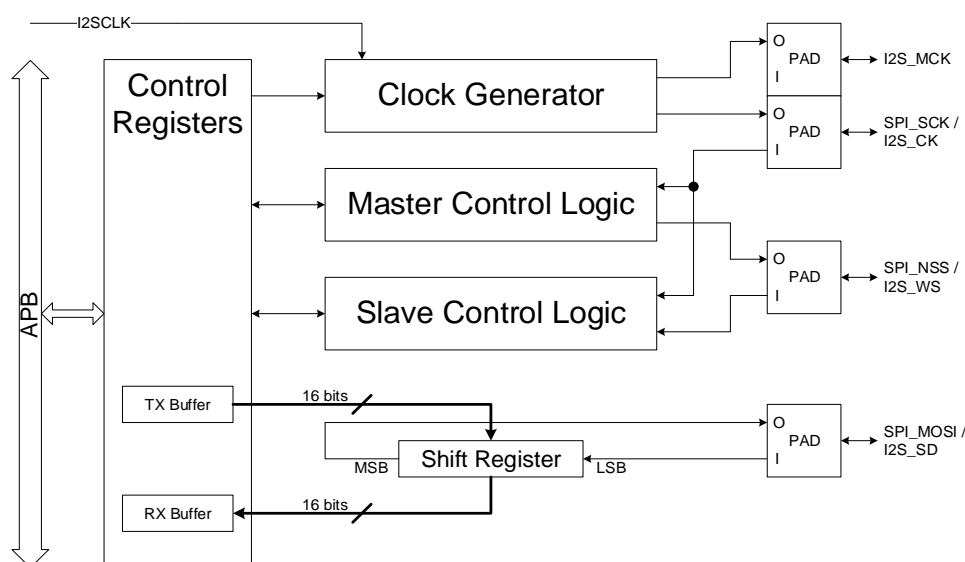 I2SCLK
Control
Registers
Clock Generator
O
PAD
I
I2S_MCK
O
PAD
I
SPI_SCK /
I2S_CK
Master Control Logic
O
PAD
I
SPI_NSS /
I2S_WS
Slave Control Logic
APB
TX Buffer
16 bits
O
PAD
I
SPI_MOSI /
I2S_SD
MSB
Shift Register
LSB
RX Buffer
16 bits